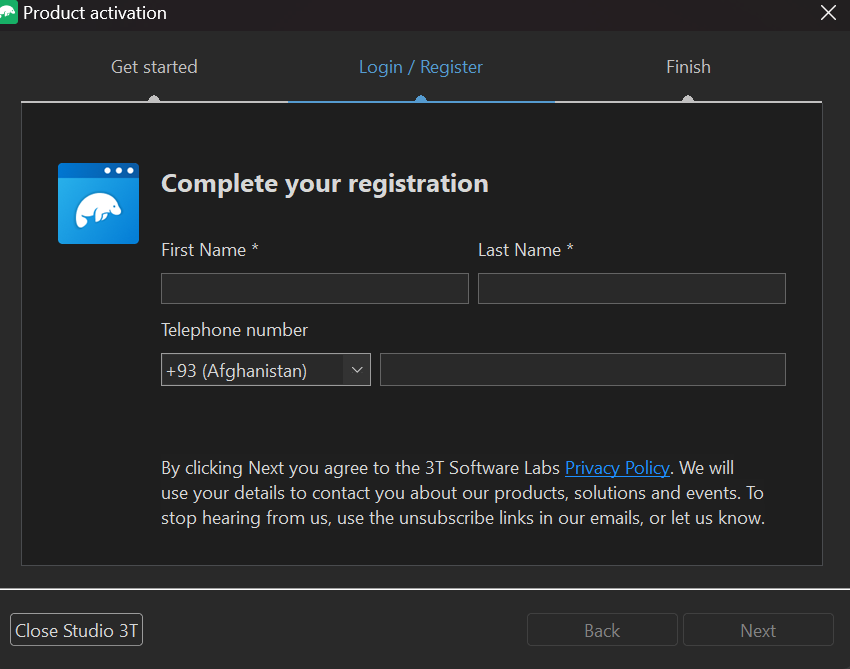 Product activation
Get started
Login / Register
Finish
Complete your registration
First Name *
Last Name *
Telephone number
+93 (Afghanistan)
By clicking Next you agree to the 3T Software Labs Privacy Policy. We will
use your details to contact you about our products, solutions and events. To
stop hearing from us, use the unsubscribe links in our emails, or let us know.
Close Studio 3T
Back
Next